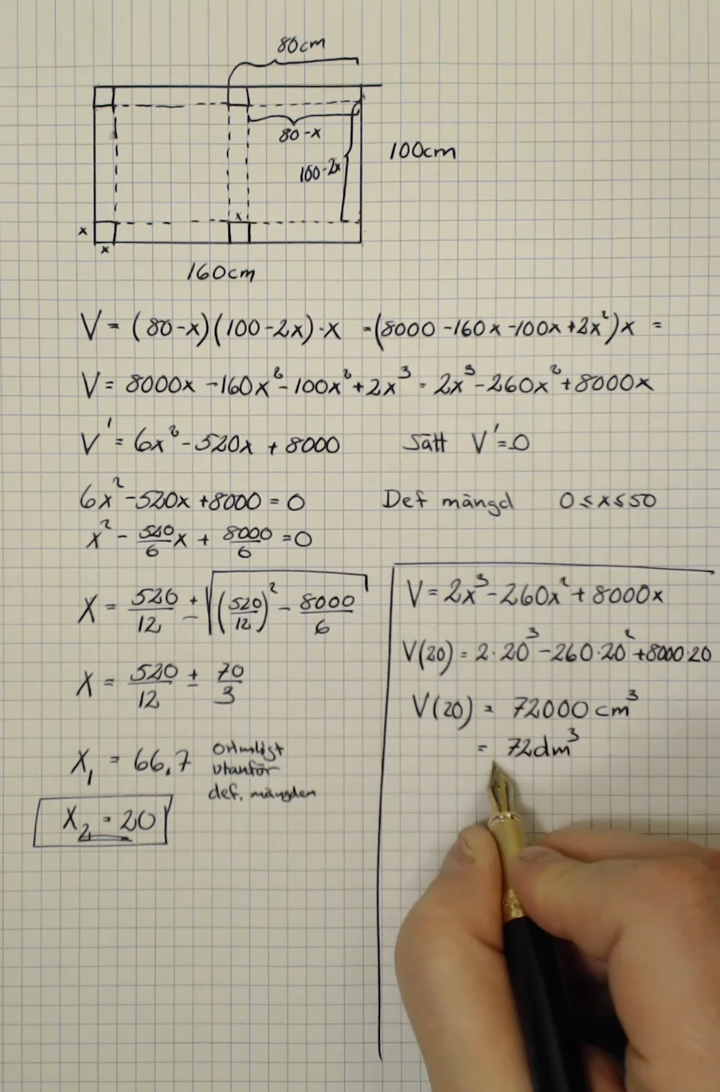 80cm
80-x
100-2x
100cm
x
x
x
160cm
V = (80-x)(100-2x)·x = (8000 -160x -100x +2x²)x =
V = 8000x -160x² - 100x² + 2x³ = 2x³ - 260x² + 8000x
V' = 6x² - 520x + 8000 Sätt V' = 0
6x² - 520x + 8000 = 0 Def mängd 0 ≤ x ≤ 50
x² - 520/6 x + 8000/6 = 0
X = 520/12 ± √((520/12)² - 8000/6)
X = 520/12 ± 70/3
X₁ = 66,7 Orimligt
utanför
def. mängden
X₂ = 20
V = 2x³ - 260x² + 8000x
V(20) = 2·20³ - 260·20² + 8000·20
V(20) = 72000 cm³
= 72dm³